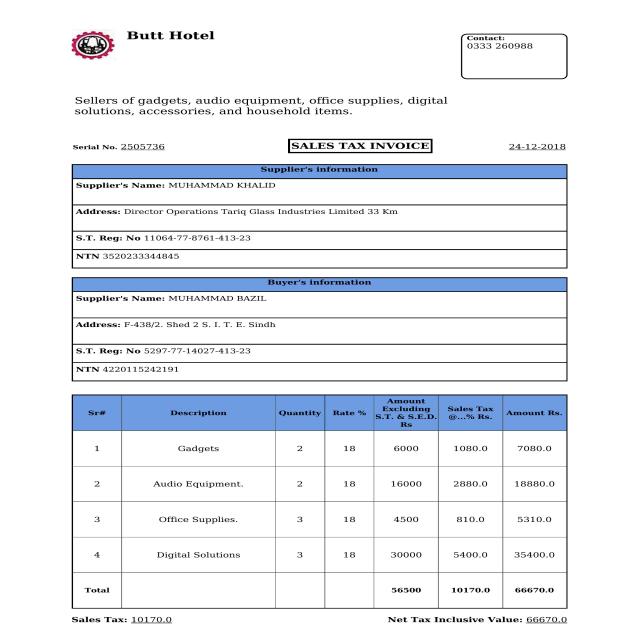 Butt Hotel
Contact:
0333 260988
Sellers of gadgets, audio equipment, office supplies, digital
solutions, accessories, and household items.
Serial No. 2505736 SALES TAX INVOICE 24-12-2018
Supplier's information
Supplier's Name: MUHAMMAD KHALID
Address: Director Operations Tariq Glass Industries Limited 33 Km
S.T. Reg: No 11064-77-8761-413-23
NTN 3520233344845
Buyer's information
Supplier's Name: MUHAMMAD BAZIL
Address: F-438/2. Shed 2 S. I. T. E. Sindh
S.T. Reg: No 5297-77-14027-413-23
NTN 4220115242191
Sr# Description Quantity Rate % Amount Excluding S.T. & S.E.D. Rs Sales Tax @...% Rs. Amount Rs.
1 Gadgets 2 18 6000 1080.0 7080.0
2 Audio Equipment. 2 18 16000 2880.0 18880.0
3 Office Supplies. 3 18 4500 810.0 5310.0
4 Digital Solutions 3 18 30000 5400.0 35400.0
Total 56500 10170.0 66670.0
Sales Tax: 10170.0 Net Tax Inclusive Value: 66670.0